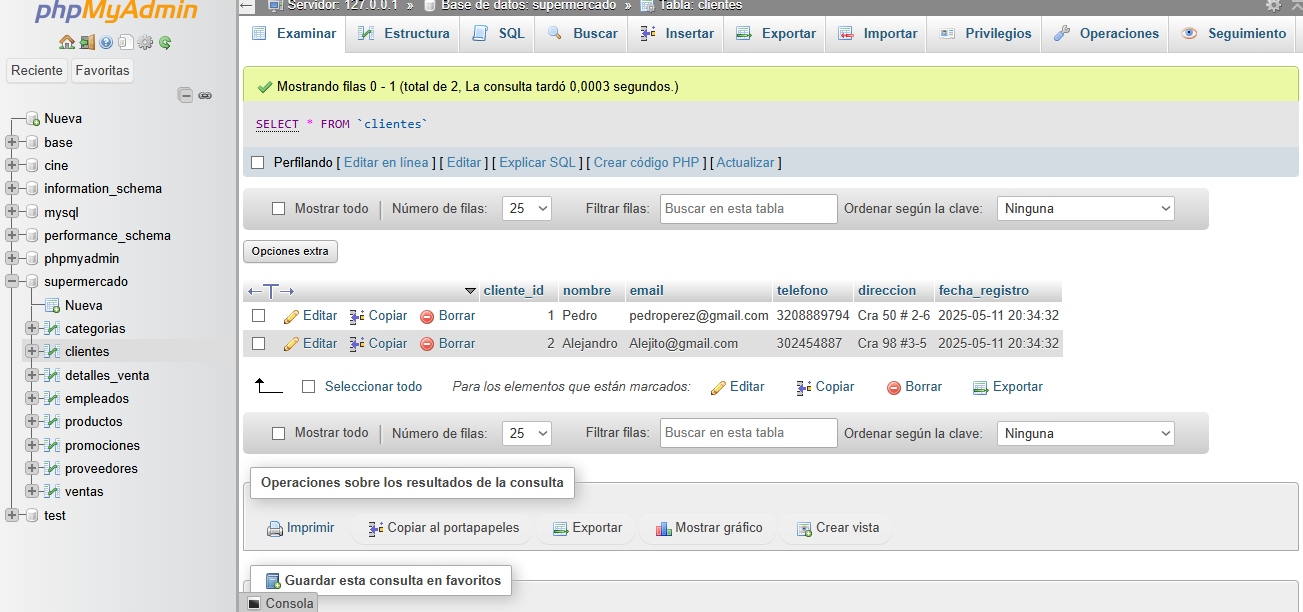 phpMyAdmin
Reciente Favoritas
Nueva
base
cine
information_schema
mysql
performance_schema
phpmyadmin
supermercado
Nueva
categorias
clientes
detalles_venta
empleados
productos
promociones
proveedores
ventas
test
Servidor: 127.0.0.1 » Base de datos: supermercado » Tabla: clientes
Examinar Estructura SQL Buscar Insertar Exportar Importar Privilegios Operaciones Seguimiento
Mostrando filas 0 - 1 (total de 2, La consulta tardó 0,0003 segundos.)
SELECT * FROM `clientes`
Perfilando [ Editar en línea ] [ Editar ] [ Explicar SQL ] [ Crear código PHP ] [ Actualizar ]
Mostrar todo | Número de filas: 25 Filtrar filas: Buscar en esta tabla Ordenar según la clave: Ninguna
Opciones extra
cliente_id nombre email telefono direccion fecha_registro
Editar Copiar Borrar 1 Pedro pedroperez@gmail.com 3208889794 Cra 50 # 2-6 2025-05-11 20:34:32
Editar Copiar Borrar 2 Alejandro Alejito@gmail.com 302454887 Cra 98 #3-5 2025-05-11 20:34:32
Seleccionar todo Para los elementos que están marcados: Editar Copiar Borrar Exportar
Mostrar todo | Número de filas: 25 Filtrar filas: Buscar en esta tabla Ordenar según la clave: Ninguna
Operaciones sobre los resultados de la consulta
Imprimir Copiar al portapapeles Exportar Mostrar gráfico Crear vista
Guardar esta consulta en favoritos
Consola